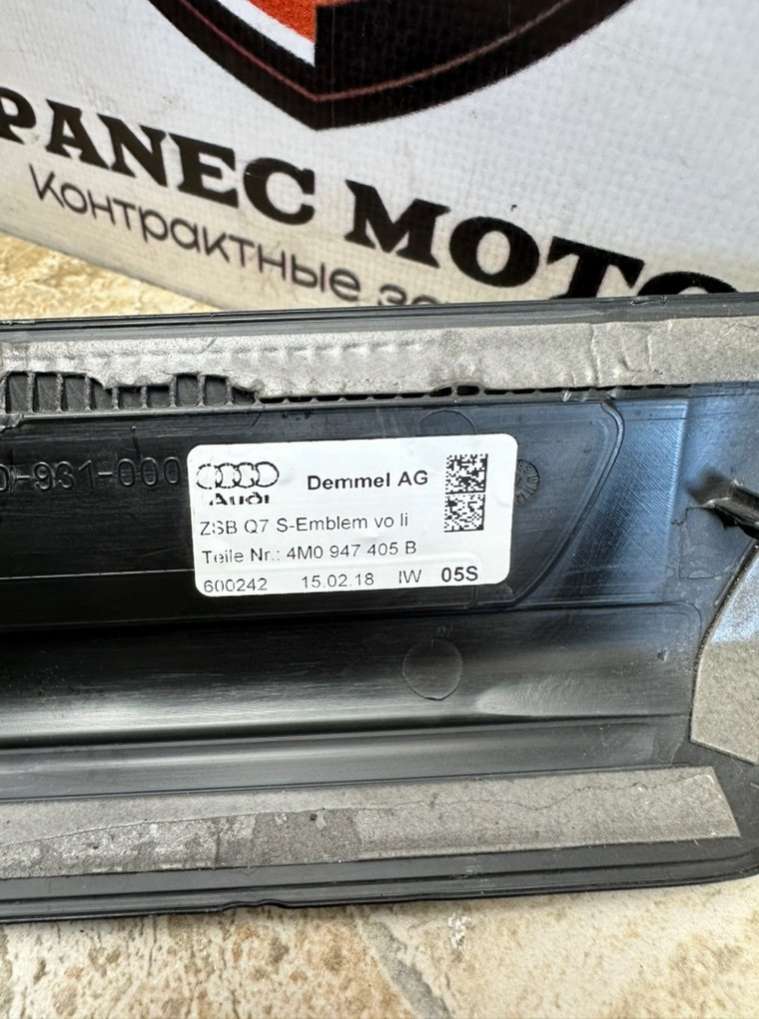 PANEC MOTO
Контрактные за
-931-000
Audi
Demmel AG
ZSB Q7 S-Emblem vo li
Teile Nr.: 4M0 947 405 B
600242 15.02.18 IW 05S